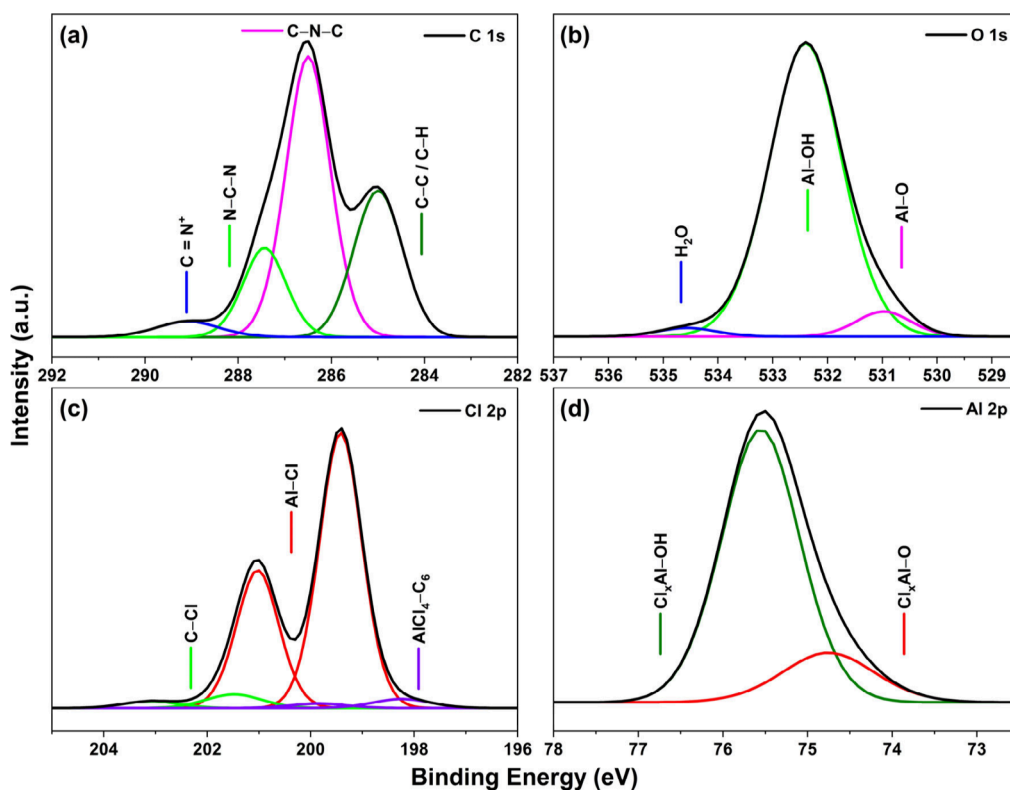 (a)
C–N–C
C 1s
C = N⁺
N–C–N
C–C / C–H
292 290 288 286 284 282
(b)
O 1s
H₂O
Al–OH
Al–O
537 536 535 534 533 532 531 530 529
(c)
Cl 2p
C–Cl
Al–Cl
AlCl₄–C₆
204 202 200 198 196
(d)
Al 2p
ClₓAl–OH
ClₓAl–O
78 77 76 75 74 73
Intensity (a.u.)
Binding Energy (eV)